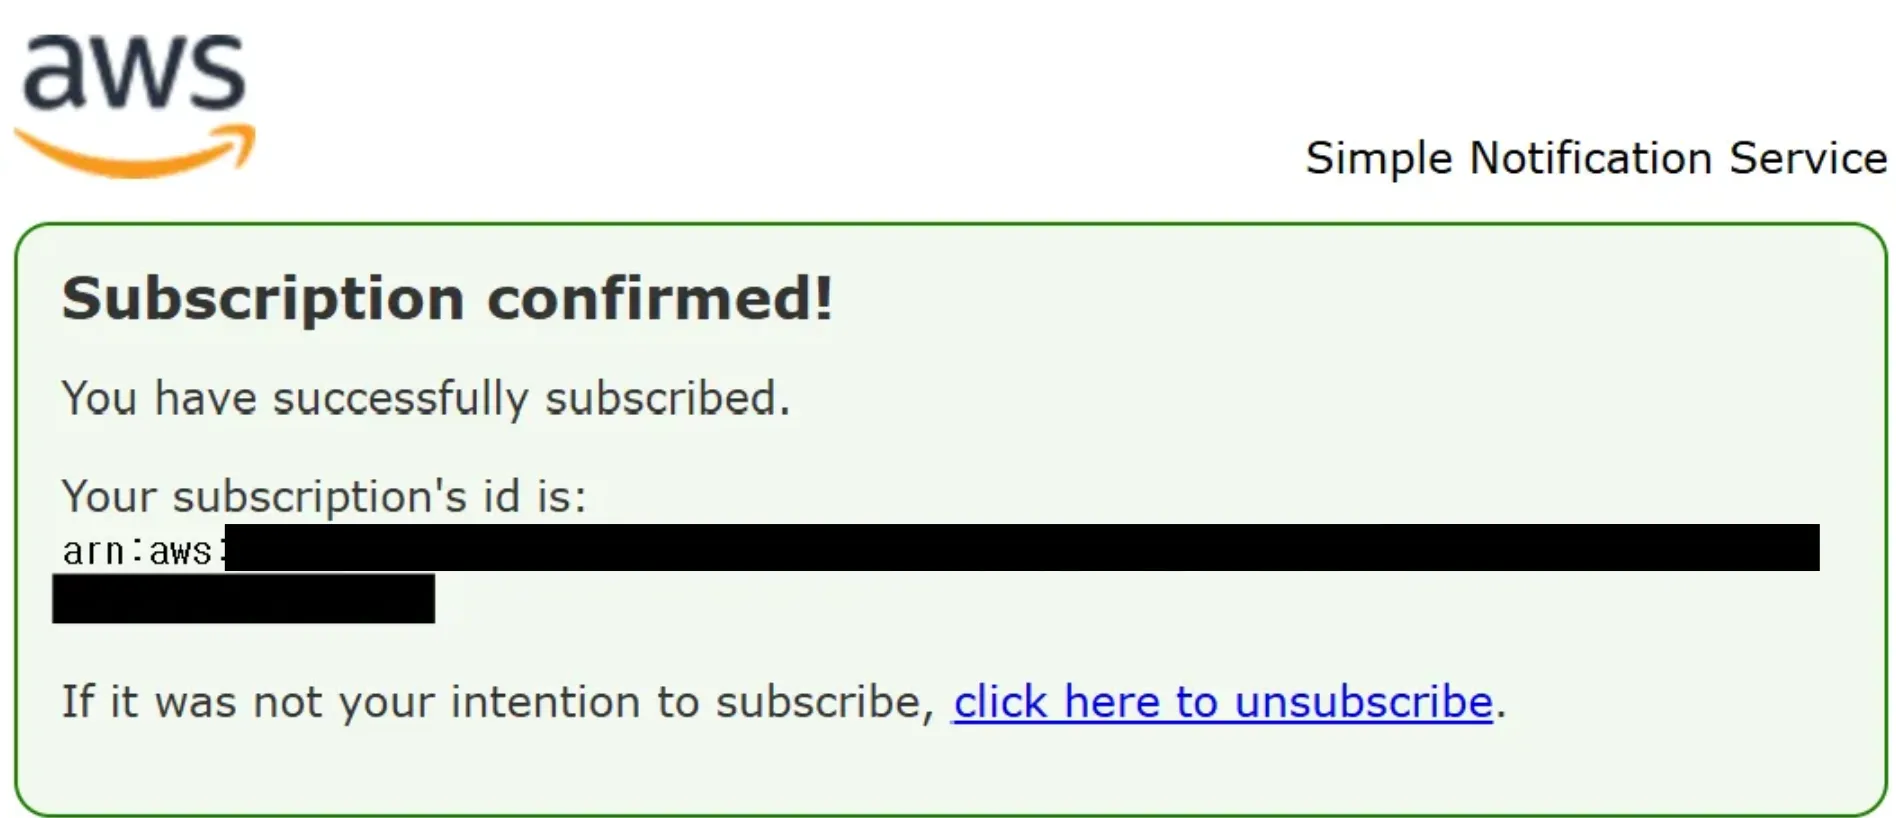 aws
Simple Notification Service
Subscription confirmed!
You have successfully subscribed.
Your subscription's id is:
arn:aws:
If it was not your intention to subscribe, click here to unsubscribe.